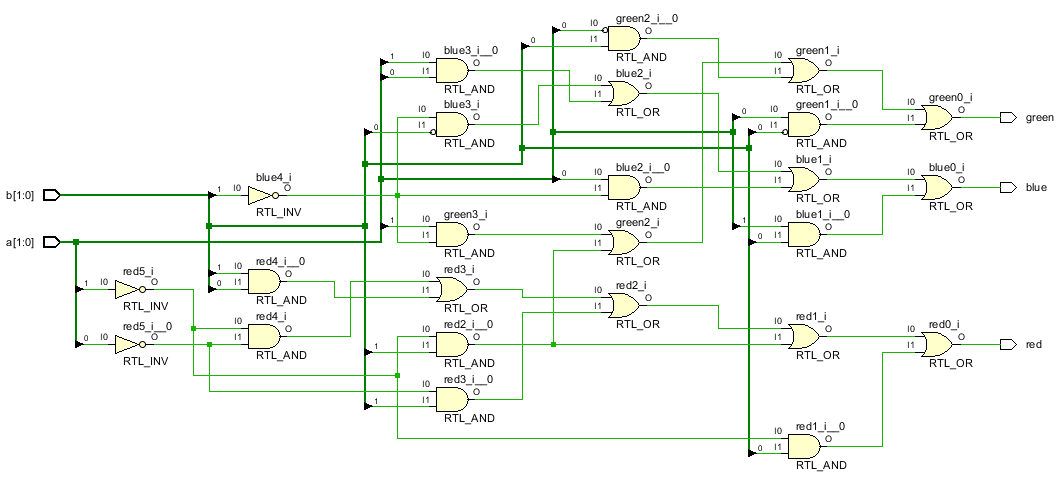 green2_i__0
0 I0 O
0 I1
RTL_AND
blue3_i__0
1 I0 O
0 I1
RTL_AND
blue2_i
I0 O
I1
RTL_OR
green1_i
I0 O
I1
RTL_OR
blue3_i
I0 O
0 I1
RTL_AND
green1_i__0
0 I0 O
0 I1
RTL_AND
green0_i
I0 O
I1
RTL_OR
green
b[1:0]
blue4_i
1 I0 O
RTL_INV
blue2_i__0
0 I0 O
I1
RTL_AND
blue1_i
I0 O
I1
RTL_OR
blue0_i
I0 O
I1
RTL_OR
blue
a[1:0]
green3_i
1 I0 O
I1
RTL_AND
green2_i
I0 O
I1
RTL_OR
blue1_i__0
1 I0 O
0 I1
RTL_AND
red5_i
1 I0 O
RTL_INV
red4_i__0
1 I0 O
0 I1
RTL_AND
red3_i
I0 O
I1
RTL_OR
red2_i
I0 O
I1
RTL_OR
red5_i__0
0 I0 O
RTL_INV
red4_i
I0 O
I1
RTL_AND
red2_i__0
I0 O
1 I1
RTL_AND
red1_i
I0 O
I1
RTL_OR
red0_i
I0 O
I1
RTL_OR
red
red3_i__0
I0 O
1 I1
RTL_AND
red1_i__0
I0 O
0 I1
RTL_AND